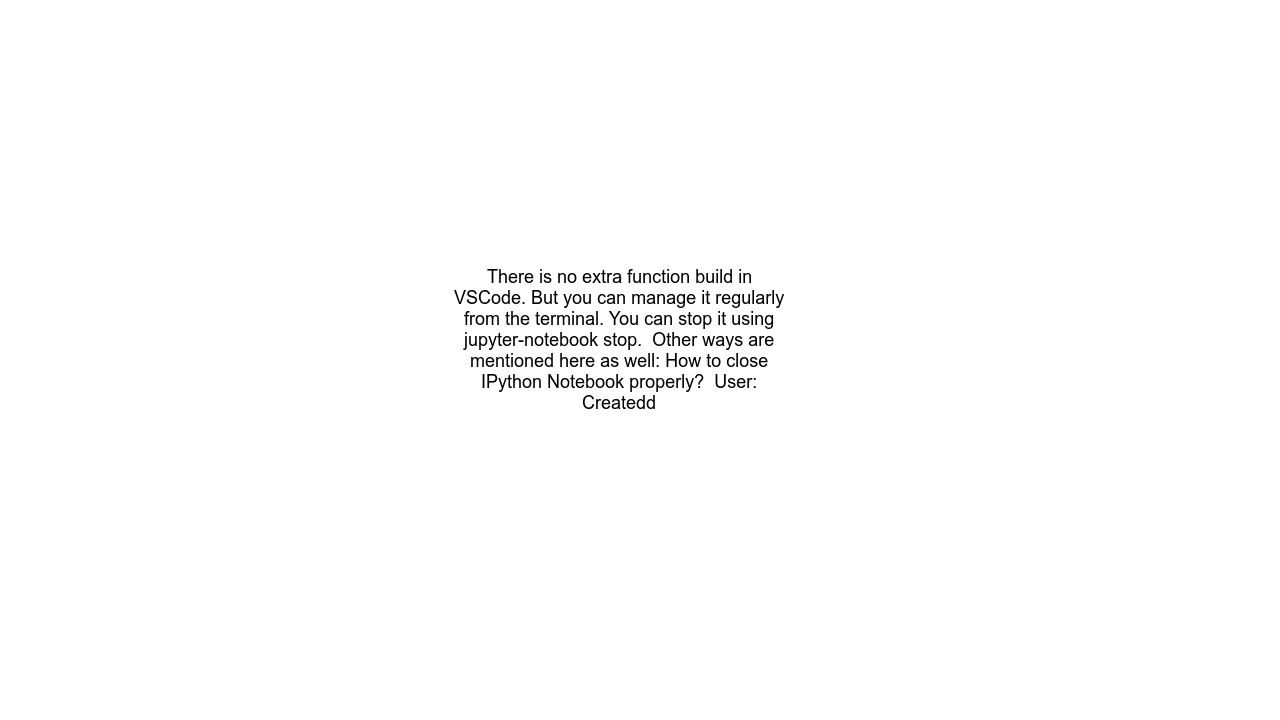 There is no extra function build in
VSCode. But you can manage it regularly
from the terminal. You can stop it using
jupyter-notebook stop.  Other ways are
mentioned here as well: How to close
IPython Notebook properly?  User:
Createdd